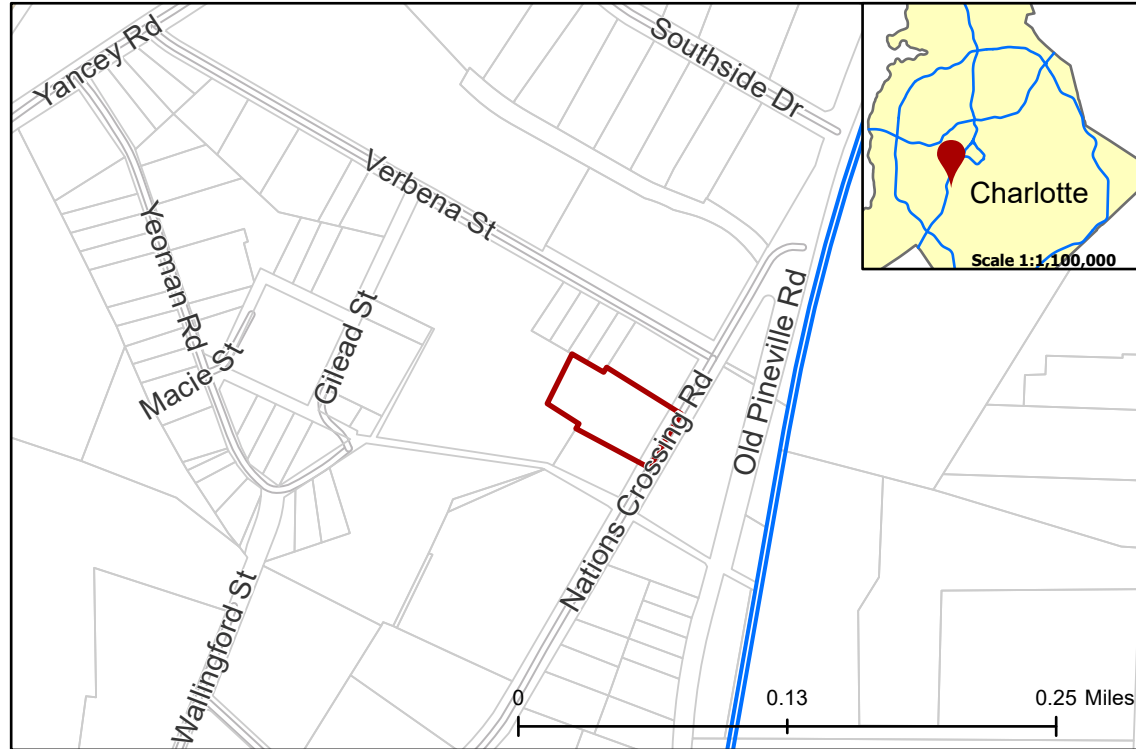 Yancey Rd
Southside Dr
Verbena St
Charlotte
Scale 1:1,100,000
Yeoman Rd
Gilead St
Macie St
Old Pineville Rd
Nations Crossing Rd
Wallingford St
0
0.13
0.25 Miles